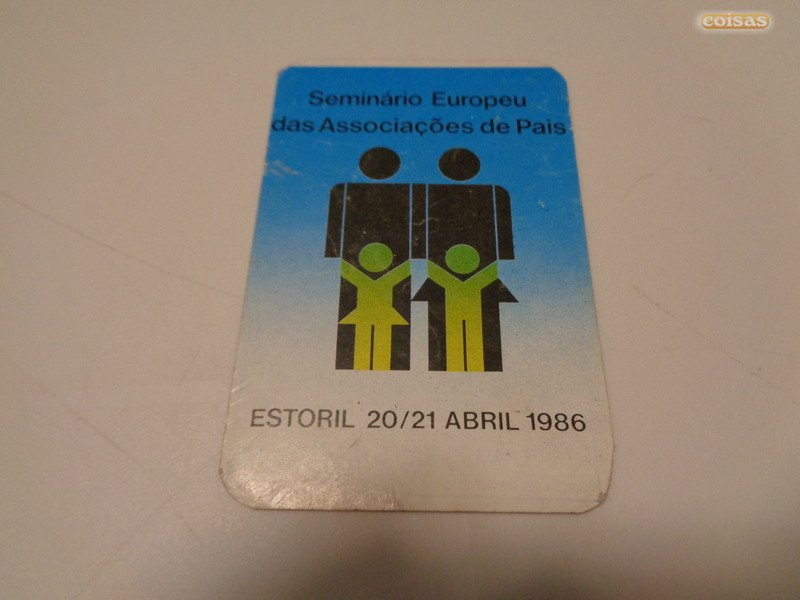 coisas
Seminário Europeu
das Associações de Pais
ESTORIL 20/21 ABRIL 1986